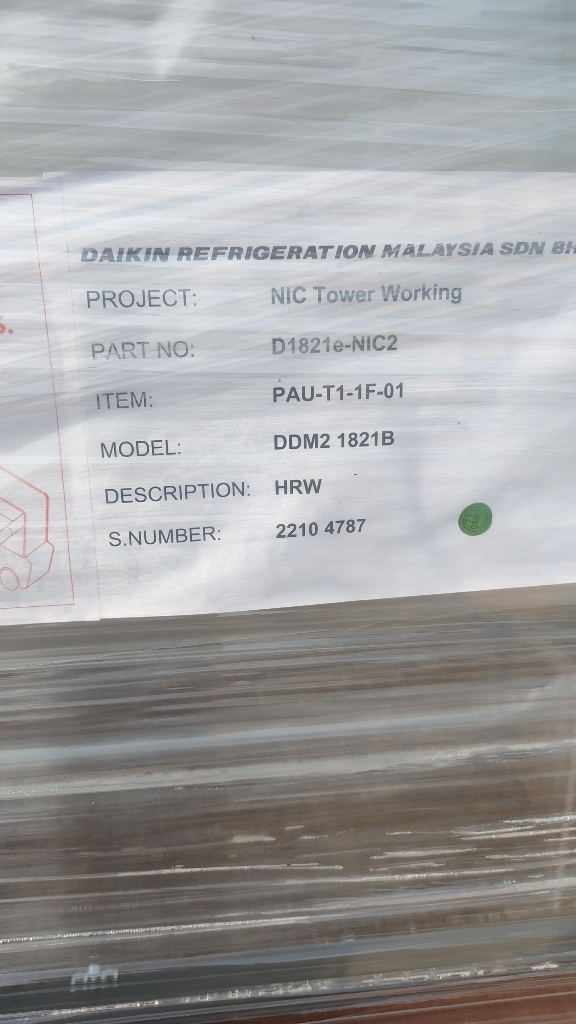 DAIKIN REFRIGERATION MALAYSIA SDN BH
PROJECT: NIC Tower Working
PART NO: D1821e-NIC2
ITEM: PAU-T1-1F-01
MODEL: DDM2 1821B
DESCRIPTION: HRW
S.NUMBER: 2210 4787